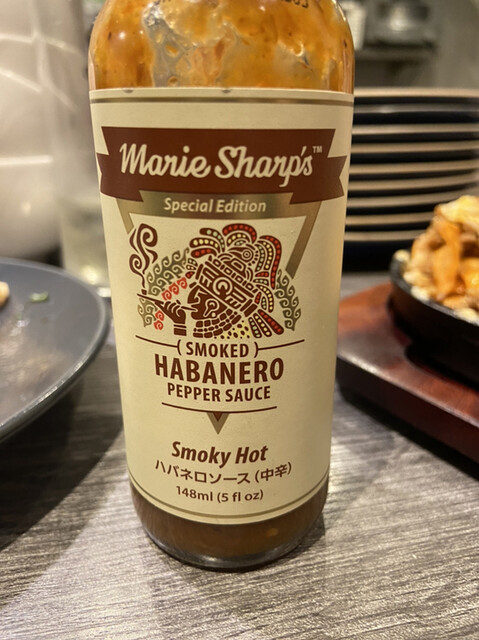 Marie Sharp's™
Special Edition
(SMOKED)
HABANERO
PEPPER SAUCE
Smoky Hot
ハバネロソース(中辛)
148ml (5 fl oz)